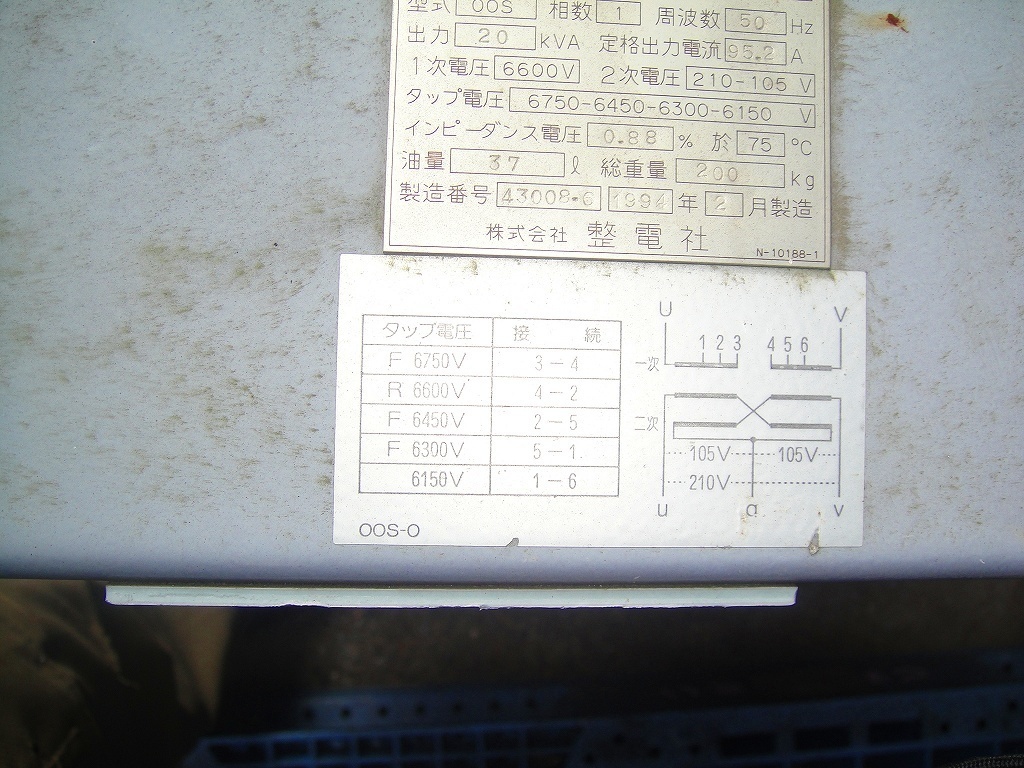 型式 OOS 相数 1 周波数 50 Hz
出力 20 kVA 定格出力電流 95.2 A
1次電圧 6600V 2次電圧 210-105 V
タップ電圧 6750-6450-6300-6150 V
インピーダンス電圧 0.88 % 於 75 ℃
油量 37 ℓ 総重量 200 kg
製造番号 43008-6 1994 年 2 月製造
株式会社 整電社 N-10188-1
タップ電圧 接 続
F 6750V 3-4
R 6600V 4-2
F 6450V 2-5
F 6300V 5-1
6150V 1-6
OOS-O
U V
1 2 3 4 5 6
一次
二次
105V 105V
210V
u a v